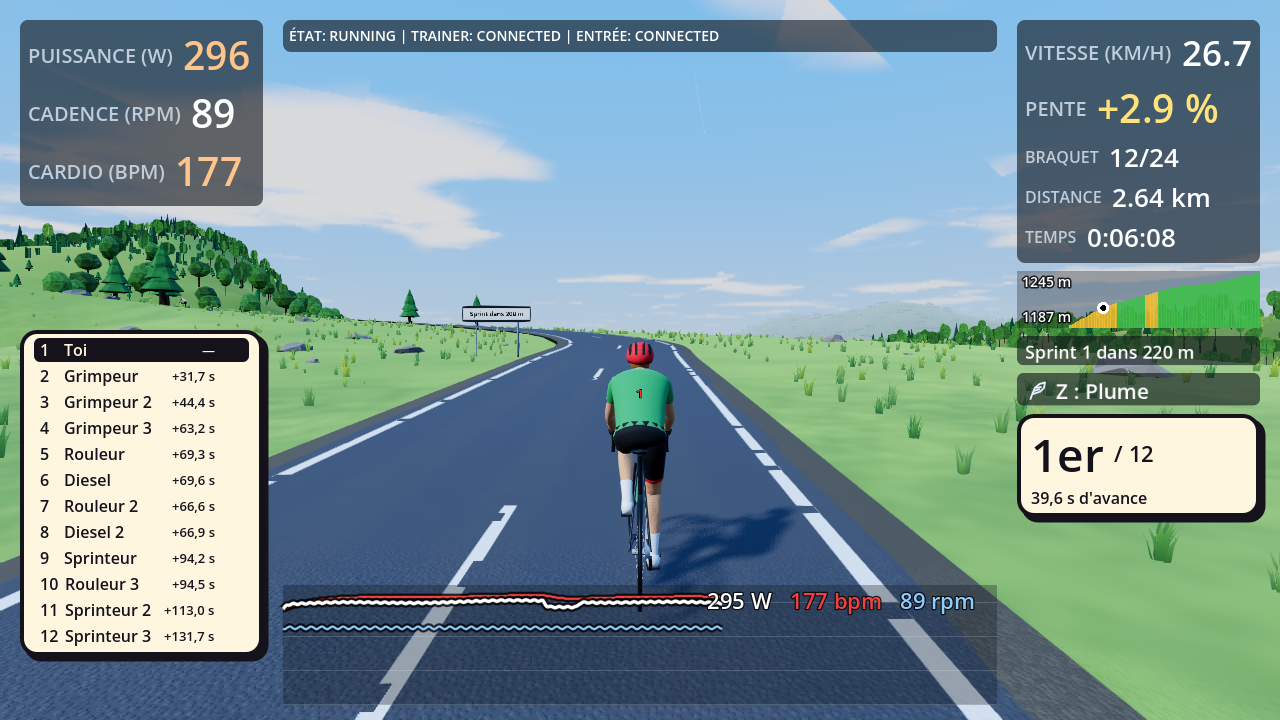 PUISSANCE (W) 296
CADENCE (RPM) 89
CARDIO (BPM) 177
ÉTAT: RUNNING | TRAINER: CONNECTED | ENTRÉE: CONNECTED
VITESSE (KM/H) 26.7
PENTE +2.9 %
BRAQUET 12/24
DISTANCE 2.64 km
TEMPS 0:06:08
1245 m
1187 m
Sprint 1 dans 220 m
Z : Plume
1er / 12
39,6 s d'avance
Sprint dans 200 m
1
1 Toi —
2 Grimpeur +31,7 s
3 Grimpeur 2 +44,4 s
4 Grimpeur 3 +63,2 s
5 Rouleur +69,3 s
6 Diesel +69,6 s
7 Rouleur 2 +66,6 s
8 Diesel 2 +66,9 s
9 Sprinteur +94,2 s
10 Rouleur 3 +94,5 s
11 Sprinteur 2 +113,0 s
12 Sprinteur 3 +131,7 s
295 W 177 bpm 89 rpm